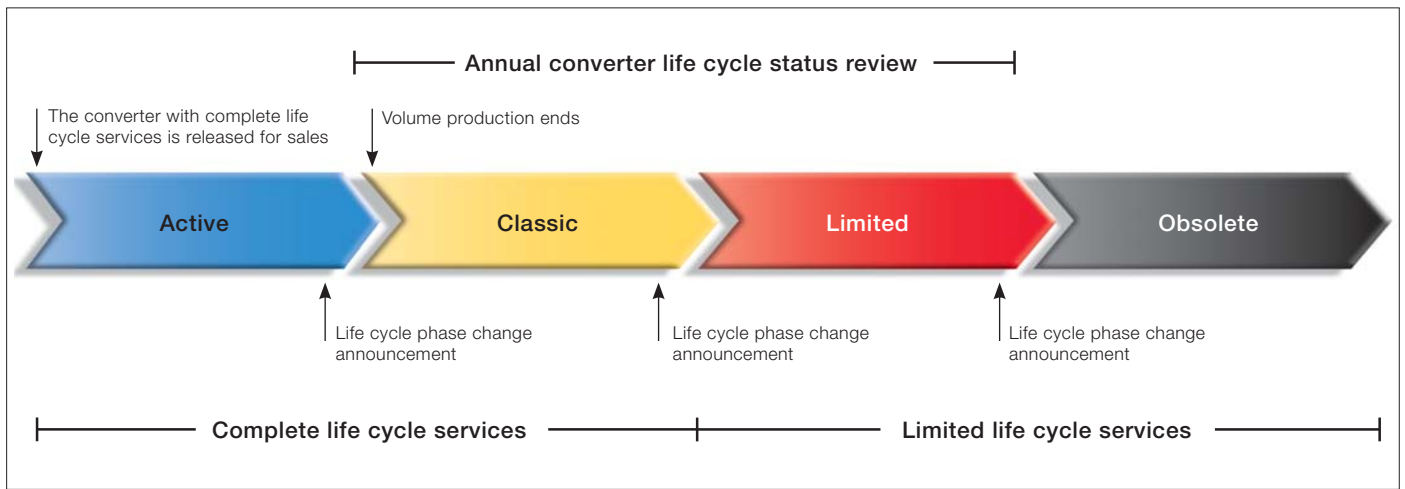 Annual converter life cycle status review
The converter with complete life
cycle services is released for sales
Volume production ends
Active
Classic
Limited
Obsolete
Life cycle phase change
announcement
Life cycle phase change
announcement
Life cycle phase change
announcement
Complete life cycle services
Limited life cycle services